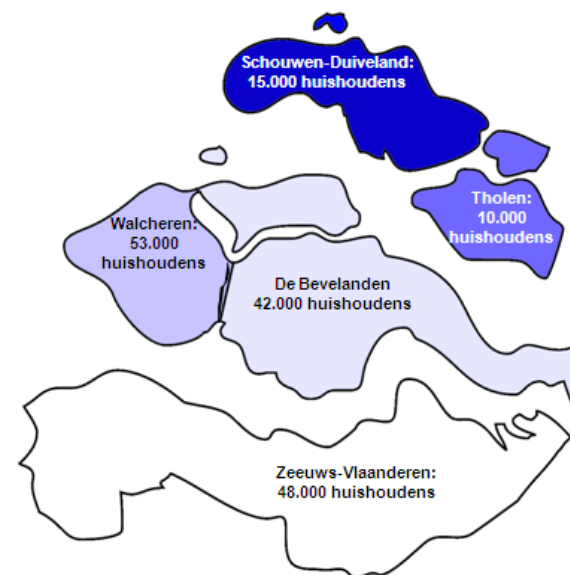 Schouwen-Duiveland:
15.000 huishoudens
Tholen:
10.000
huishoudens
Walcheren:
53.000
huishoudens
De Bevelanden
42.000 huishoudens
Zeeuws-Vlaanderen:
48.000 huishoudens